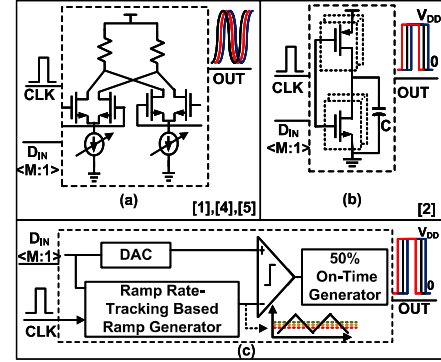 OUT
CLK
D_IN
<M:1>
(a)
[1],[4],[5]
V_DD
0
CLK
OUT
D_IN
<M:1>
C
(b)
[2]
D_IN
<M:1>
DAC
50%
On-Time
Generator
V_DD
0
OUT
Ramp Rate-
Tracking Based
Ramp Generator
CLK
(c)